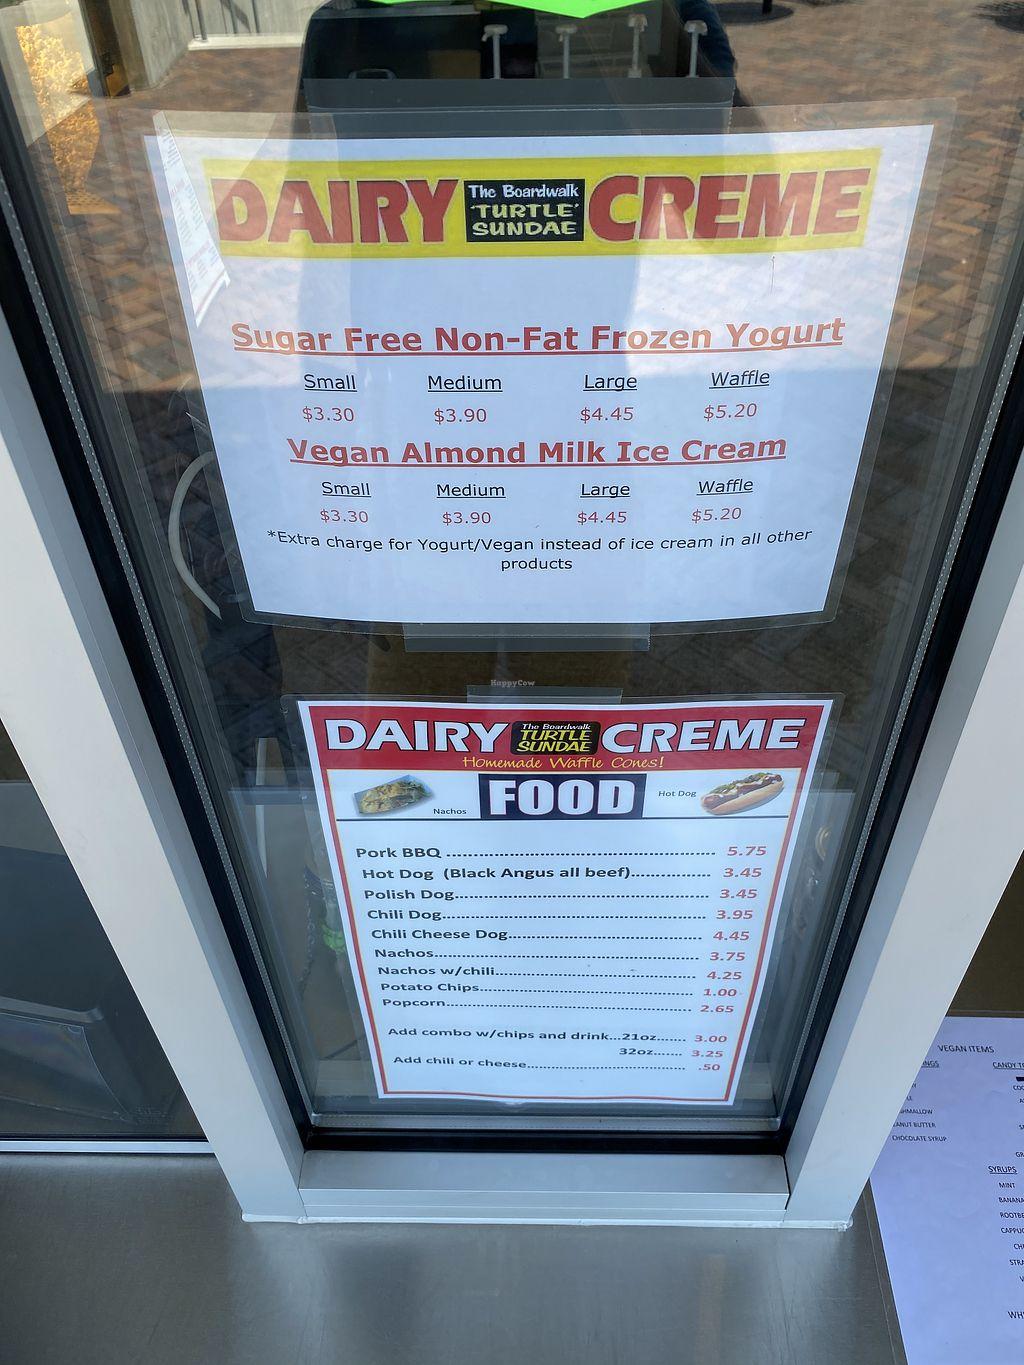 DAIRY The Boardwalk 'TURTLE' SUNDAE CREME
Sugar Free Non-Fat Frozen Yogurt
Small Medium Large Waffle
$3.30 $3.90 $4.45 $5.20
Vegan Almond Milk Ice Cream
Small Medium Large Waffle
$3.30 $3.90 $4.45 $5.20
*Extra charge for Yogurt/Vegan instead of ice cream in all other
products
HappyCow
DAIRY The Boardwalk TURTLE SUNDAE CREME
Homemade Waffle Cones!
Nachos FOOD Hot Dog
Pork BBQ 5.75
Hot Dog (Black Angus all beef) 3.45
Polish Dog 3.45
Chili Dog 3.95
Chili Cheese Dog 4.45
Nachos 3.75
Nachos w/chili 4.25
Potato Chips 1.00
Popcorn 2.65
Add combo w/chips and drink...21oz 3.00
32oz 3.25
Add chili or cheese .50
VEGAN ITEMS
CANDY
CHOCOLATE SYRUP
SYRUPS
MINT